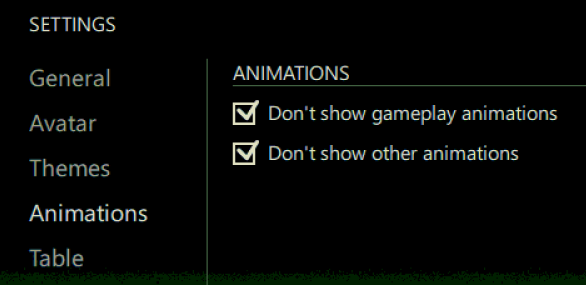 SETTINGS
General
Avatar
Themes
Animations
Table
ANIMATIONS
Don't show gameplay animations
Don't show other animations